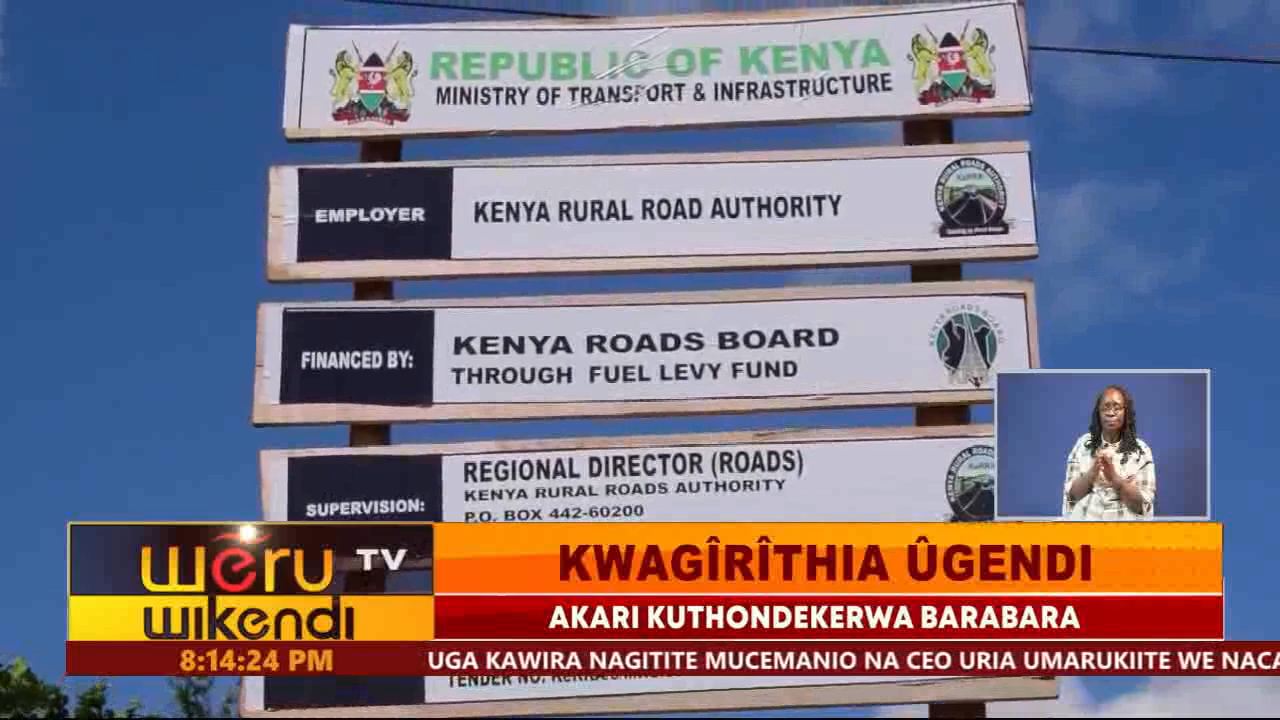 REPUBLIC OF KENYA
MINISTRY OF TRANSPORT & INFRASTRUCTURE
EMPLOYER
KENYA RURAL ROAD AUTHORITY
FINANCED BY:
KENYA ROADS BOARD
THROUGH FUEL LEVY FUND
SUPERVISION:
REGIONAL DIRECTOR (ROADS)
KENYA RURAL ROADS AUTHORITY
P.O. BOX 442-60200
weru TV
wikendi
KWAGÎRÎTHIA ÛGENDI
AKARI KUTHONDEKERWA BARABARA
8:14:24 PM
UGA KAWIRA NAGITITE MUCEMANIO NA CEO URIA UMARUKIITE WE NACA
TENDER NO.